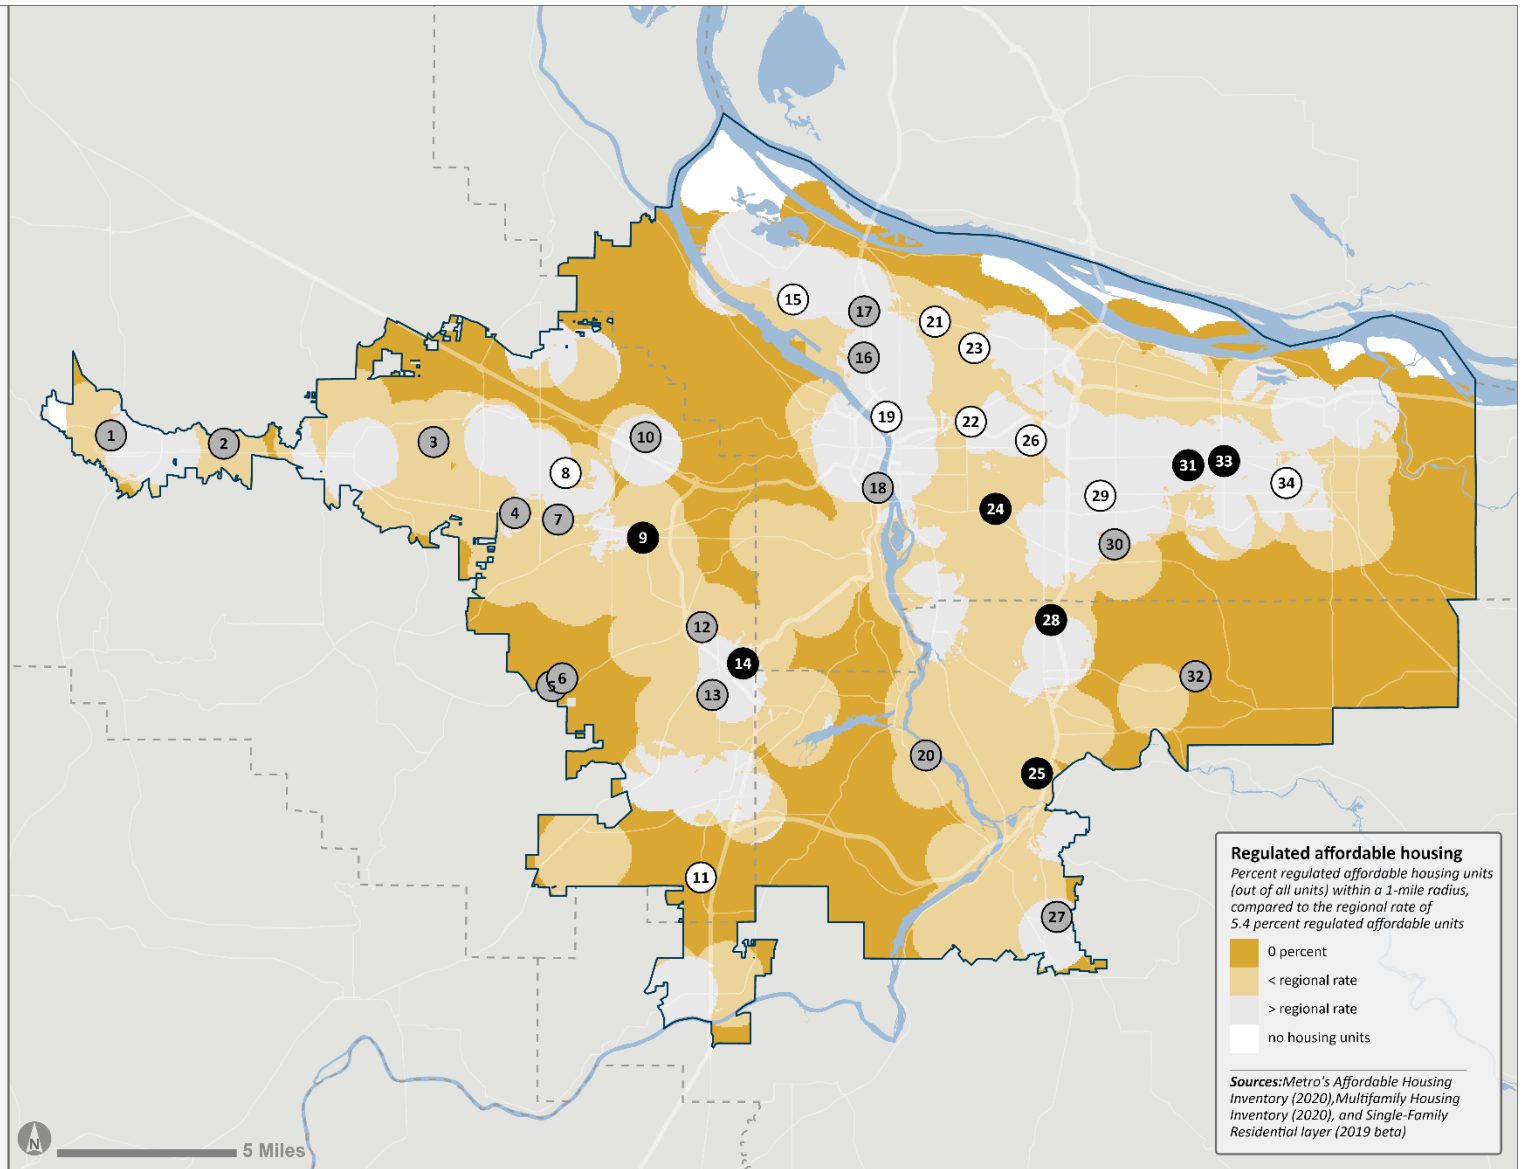 15
17
21
23
16
19
22
1
2
3
10
26
8
31
33
34
18
29
4
7
24
9
30
28
12
14
5
6
13
32
20
25
11
27
Regulated affordable housing
Percent regulated affordable housing units
(out of all units) within a 1-mile radius,
compared to the regional rate of
5.4 percent regulated affordable units
0 percent
< regional rate
> regional rate
no housing units
Sources:Metro's Affordable Housing
Inventory (2020),Multifamily Housing
Inventory (2020), and Single-Family
Residential layer (2019 beta)
N
5 Miles